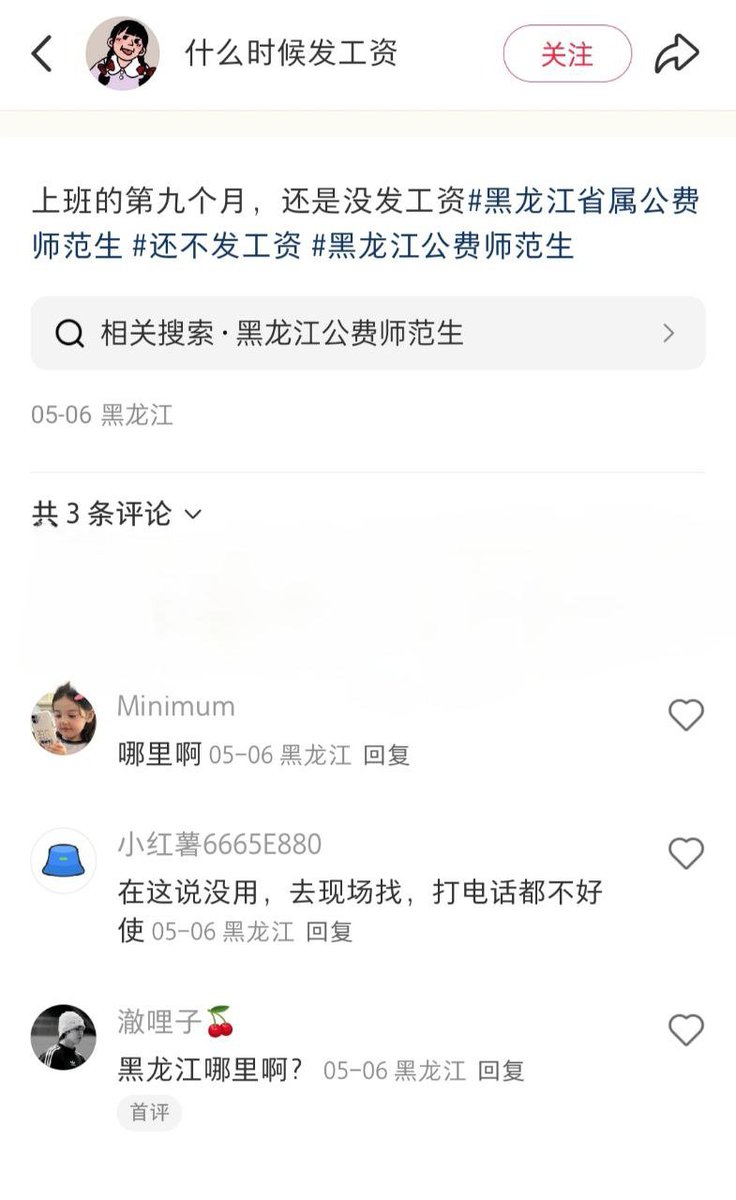 什么时候发工资
关注
上班的第九个月，还是没发工资#黑龙江省属公费
师范生 #还不发工资 #黑龙江公费师范生
相关搜索·黑龙江公费师范生
05-06 黑龙江
共 3 条评论
Minimum
哪里啊 05-06 黑龙江 回复
小红薯6665E880
在这说没用，去现场找，打电话都不好
使 05-06 黑龙江 回复
澈哩子🍒
黑龙江哪里啊？ 05-06 黑龙江 回复
首评